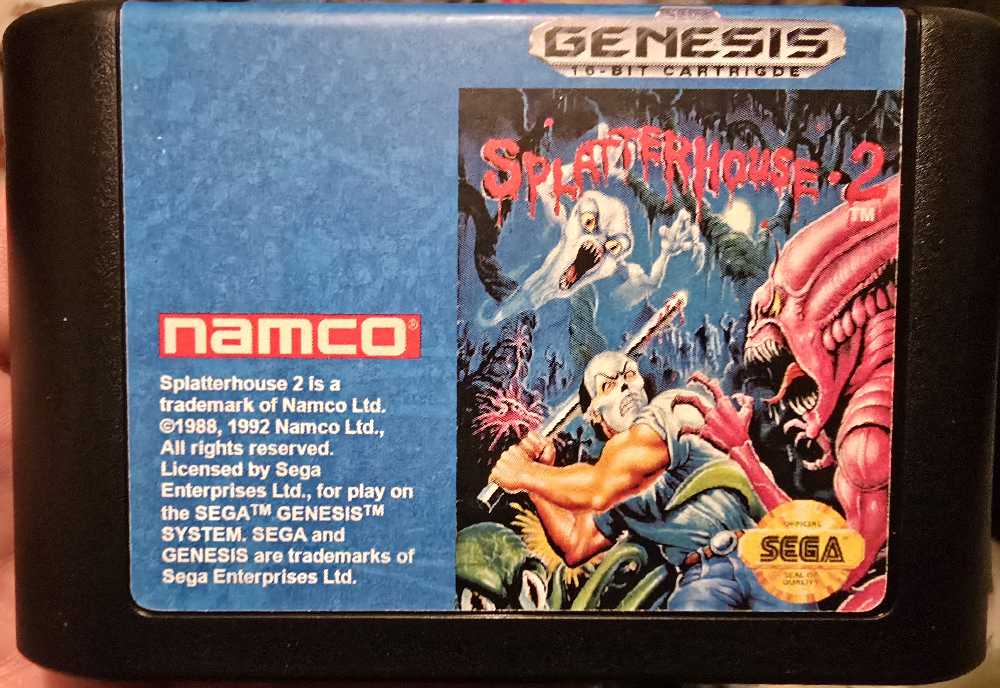 GENESIS
16-BIT CARTRIGDE
SPLATTERHOUSE·2
TM
namco®
Splatterhouse 2 is a
trademark of Namco Ltd.
©1988, 1992 Namco Ltd.,
All rights reserved.
Licensed by Sega
Enterprises Ltd., for play on
the SEGA™ GENESIS™
SYSTEM. SEGA and
GENESIS are trademarks of
Sega Enterprises Ltd.
OFFICIAL
SEGA
SEAL OF
QUALITY